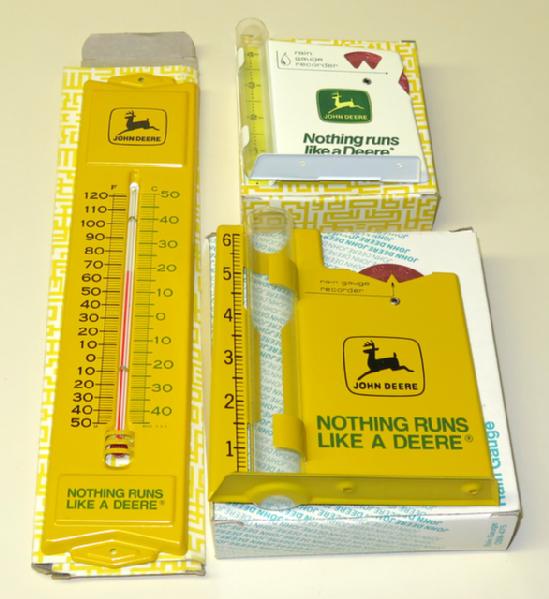 JOHN DEERE
F C
120 50
110
100 40
90
80
70 20
60
50 10
40
30 0
20
10 10
0
10 20
20
30
40 40
50
NOTHING RUNS
LIKE A DEERE®
rain
gauge
recorder
JOHN DEERE
Nothing runs
like a Deere®
6
5
4
3
2
1
rain gauge
recorder
JOHN DEERE
NOTHING RUNS
LIKE A DEERE®
Rain Gauge
JOHN DEERE